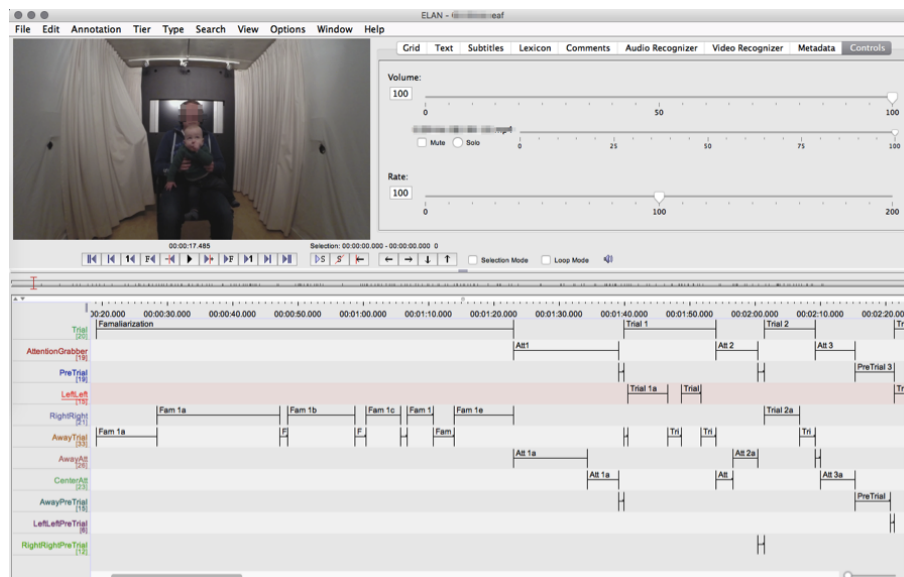 ELAN - eaf
File Edit Annotation Tier Type Search View Options Window Help
Grid Text Subtitles Lexicon Comments Audio Recognizer Video Recognizer Metadata Controls
Volume:
100
0 50 100
Mute Solo 0 25 50 75 100
Rate:
100
0 100 200
00:00:17.485 Selection: 00:00:00.000 - 00:00:00.000 0
Selection Mode Loop Mode
00:20.000 00:00:30.000 00:00:40.000 00:00:50.000 00:01:00.000 00:01:10.000 00:01:20.000 00:01:30.000 00:01:40.000 00:01:50.000 00:02:00.000 00:02:10.000 00:02:20
Trial Famaliarization Trial 1 Trial 2
[20]
AttentionGrabber Att1 Att 2 Att 3
[19]
PreTrial PreTrial 3
[19]
LeftLeft Trial 1a Trial
[15]
RightRight Fam 1a Fam 1b Fam 1c Fam 1 Fam 1e Trial 2a
[21]
AwayTrial Fam 1a F F Fam Tri Tri Tri
[33]
AwayAtt Att 1a Att 2a
[26]
CenterAtt Att 1a Att Att 3a
[23]
AwayPreTrial PreTrial
[15]
LeftLeftPreTrial
[8]
RightRightPreTrial
[12]